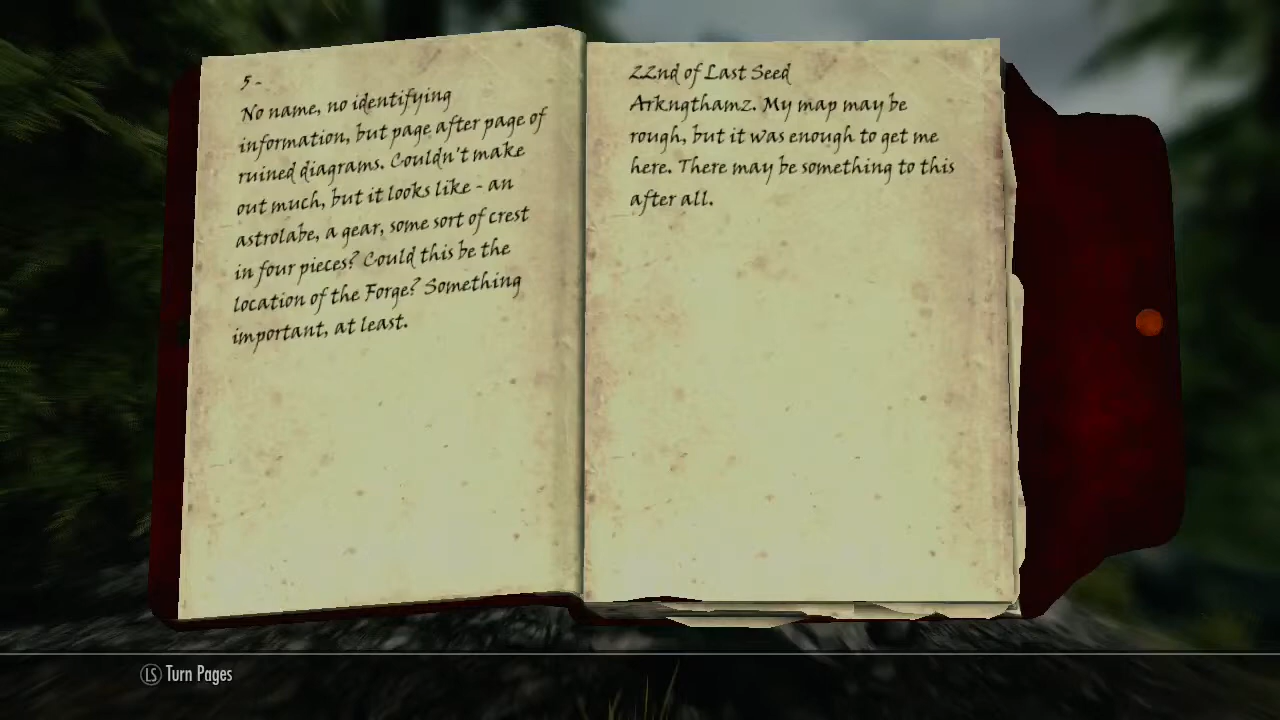 5 -
No name, no identifying
information, but page after page of
ruined diagrams. Couldn't make
out much, but it looks like - an
astrolabe, a gear, some sort of crest
in four pieces? Could this be the
location of the Forge? Something
important, at least.
22nd of Last Seed
Arkngthamz. My map may be
rough, but it was enough to get me
here. There may be something to this
after all.
LS Turn Pages